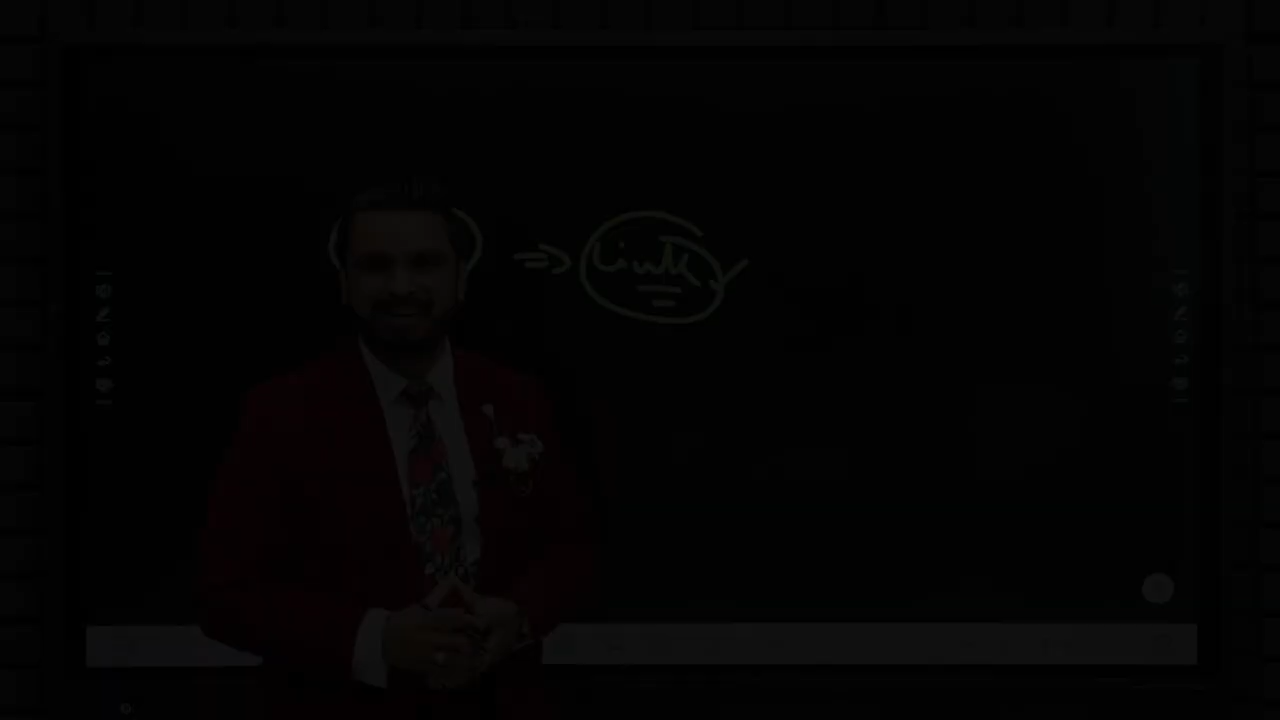 ⇒ Link ✓